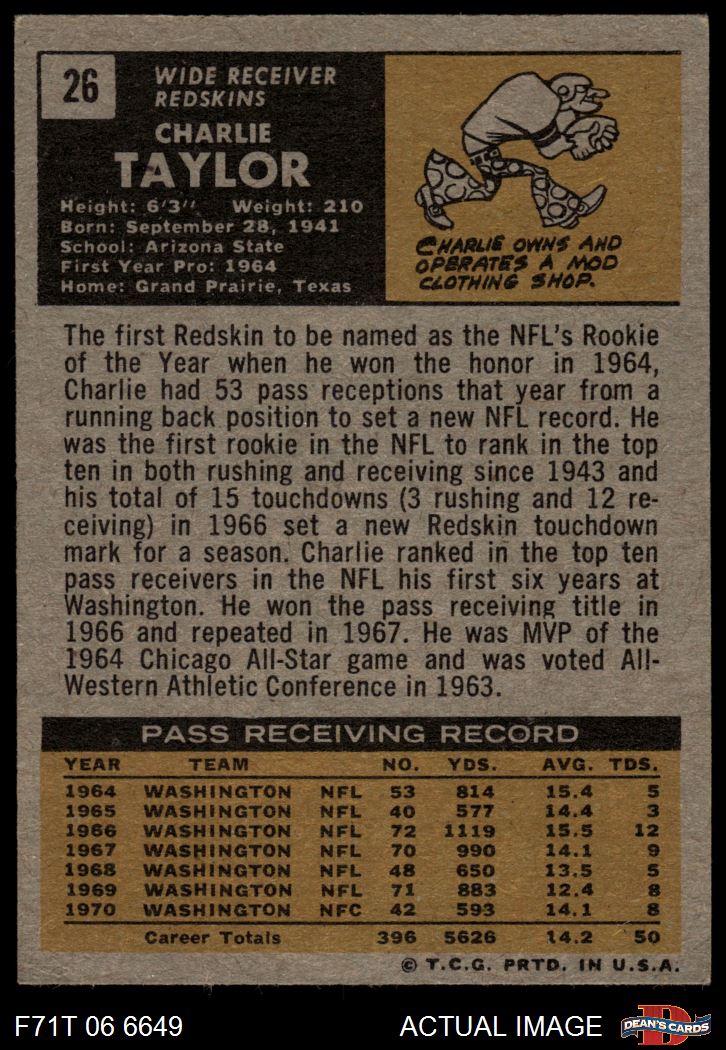 26
WIDE RECEIVER
REDSKINS
CHARLIE
TAYLOR
Height: 6'3'' Weight: 210
Born: September 28, 1941
School: Arizona State
First Year Pro: 1964
Home: Grand Prairie, Texas
CHARLIE OWNS AND
OPERATES A MOD
CLOTHING SHOP.
The first Redskin to be named as the NFL's Rookie
of the Year when he won the honor in 1964,
Charlie had 53 pass receptions that year from a
running back position to set a new NFL record. He
was the first rookie in the NFL to rank in the top
ten in both rushing and receiving since 1943 and
his total of 15 touchdowns (3 rushing and 12 re-
ceiving) in 1966 set a new Redskin touchdown
mark for a season. Charlie ranked in the top ten
pass receivers in the NFL his first six years at
Washington. He won the pass receiving title in
1966 and repeated in 1967. He was MVP of the
1964 Chicago All-Star game and was voted All-
Western Athletic Conference in 1963.
PASS RECEIVING RECORD
YEAR TEAM NO. YDS. AVG. TDS.
1964 WASHINGTON NFL 53 814 15.4 5
1965 WASHINGTON NFL 40 577 14.4 3
1966 WASHINGTON NFL 72 1119 15.5 12
1967 WASHINGTON NFL 70 990 14.1 9
1968 WASHINGTON NFL 48 650 13.5 5
1969 WASHINGTON NFL 71 883 12.4 8
1970 WASHINGTON NFC 42 593 14.1 8
Career Totals 396 5626 14.2 50
© T.C.G. PRTD. IN U.S.A.
F71T 06 6649 ACTUAL IMAGE
D
DEAN'S CARDS